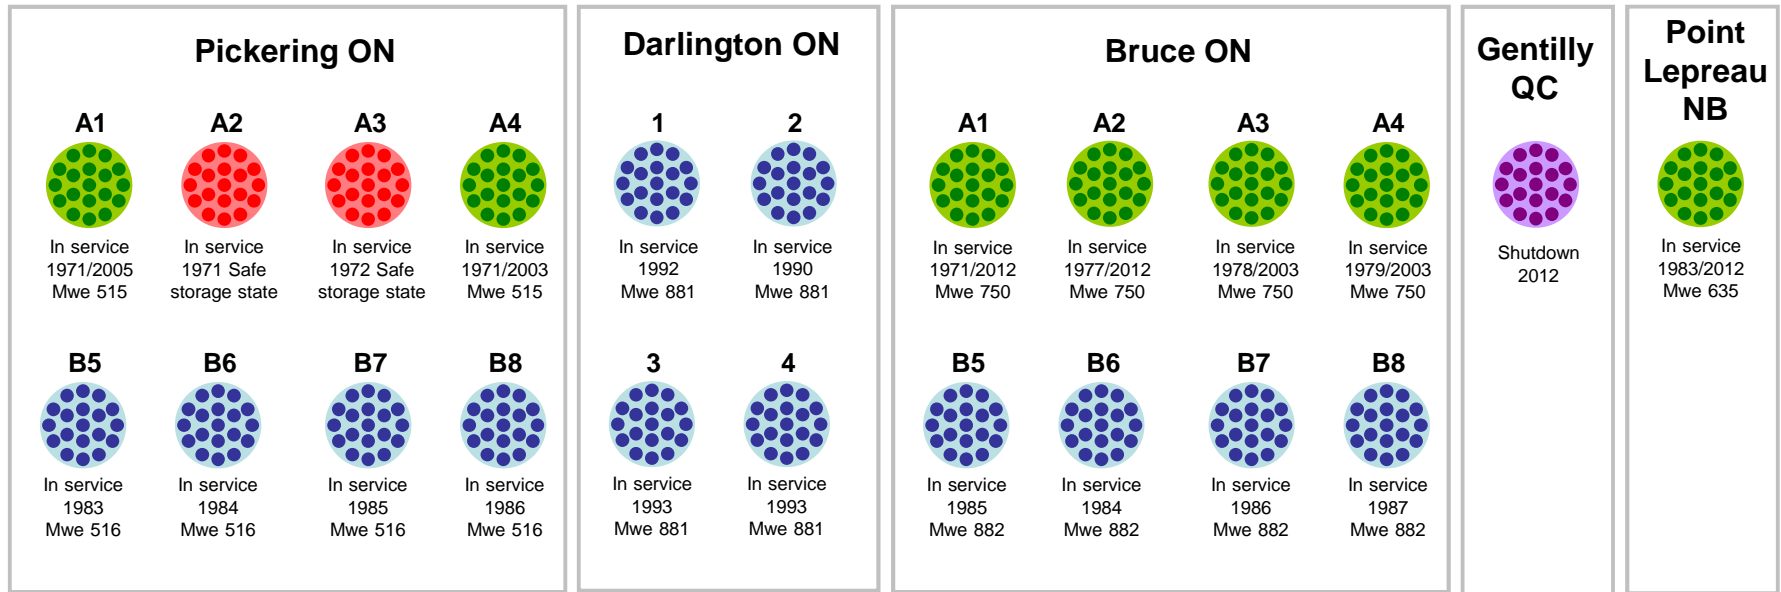 Pickering ON
A1
In service
1971/2005
Mwe 515
A2
In service
1971 Safe
storage state
A3
In service
1972 Safe
storage state
A4
In service
1971/2003
Mwe 515
B5
In service
1983
Mwe 516
B6
In service
1984
Mwe 516
B7
In service
1985
Mwe 516
B8
In service
1986
Mwe 516
Darlington ON
1
In service
1992
Mwe 881
2
In service
1990
Mwe 881
3
In service
1993
Mwe 881
4
In service
1993
Mwe 881
Bruce ON
A1
In service
1971/2012
Mwe 750
A2
In service
1977/2012
Mwe 750
A3
In service
1978/2003
Mwe 750
A4
In service
1979/2003
Mwe 750
B5
In service
1985
Mwe 882
B6
In service
1984
Mwe 882
B7
In service
1986
Mwe 882
B8
In service
1987
Mwe 882
Gentilly
QC
Shutdown
2012
Point
Lepreau
NB
In service
1983/2012
Mwe 635